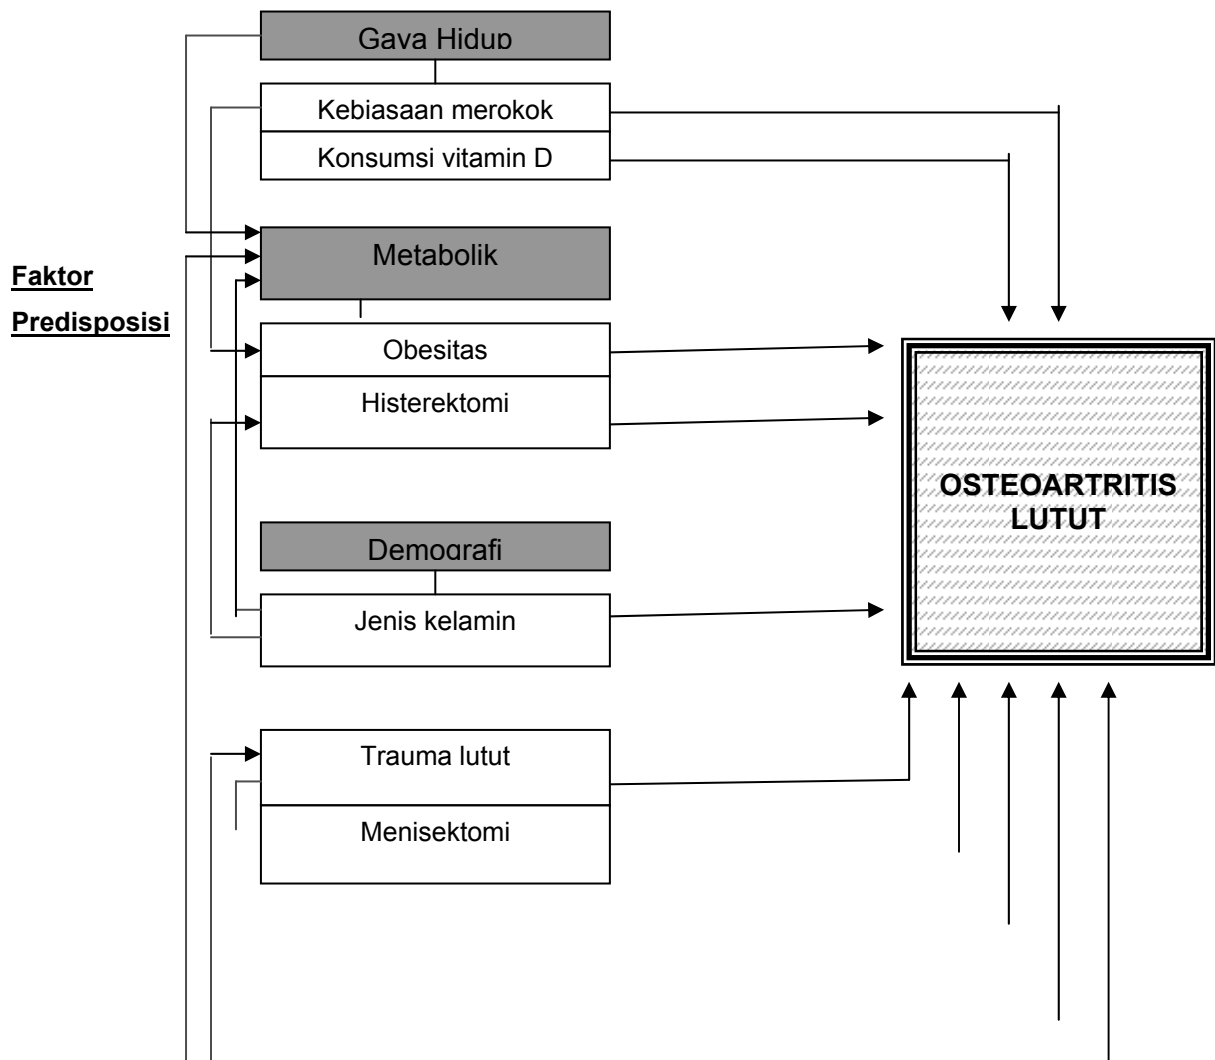 Gaya Hidup
Kebiasaan merokok
Konsumsi vitamin D
Metabolik
Faktor
Predisposisi
Obesitas
Histerektomi
OSTEOARTRITIS
LUTUT
Demografi
Jenis kelamin
Trauma lutut
Menisektomi